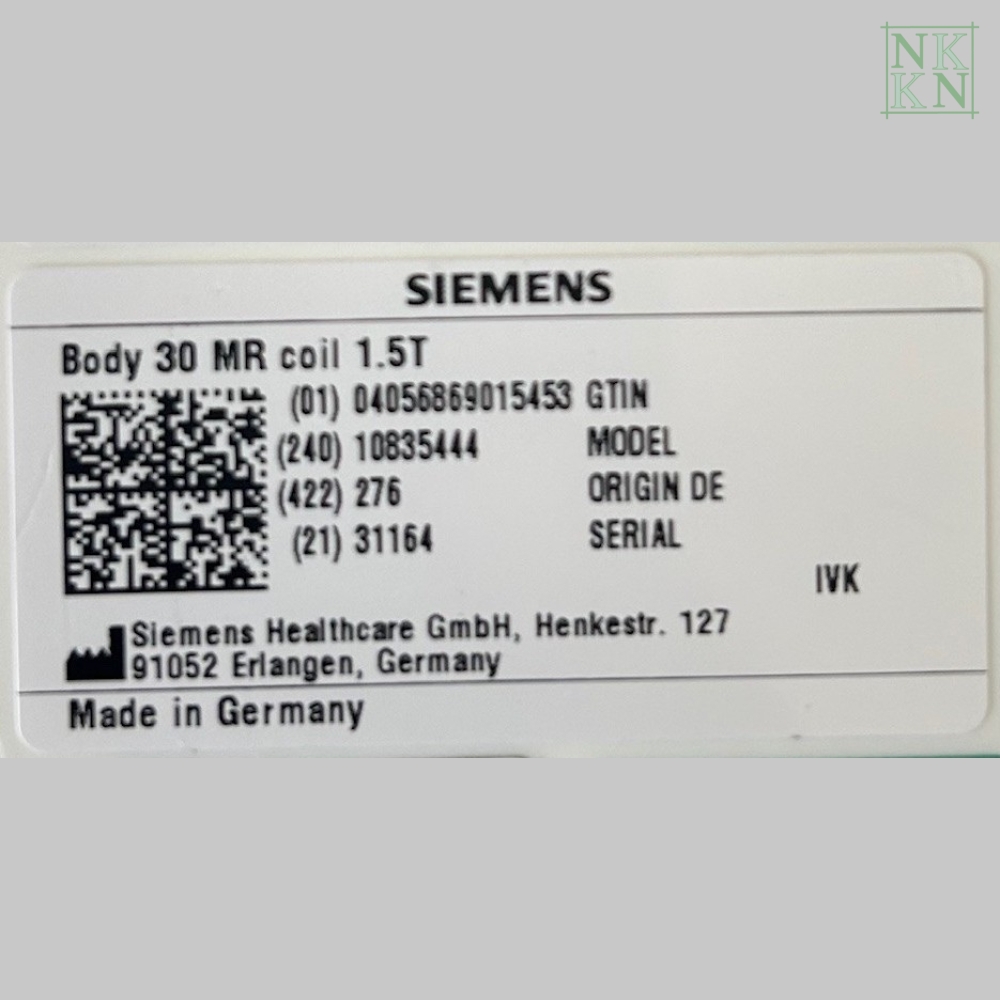 NK
KN
SIEMENS
Body 30 MR coil 1.5T
(01) 04056869015453 GTIN
(240) 10835444 MODEL
(422) 276 ORIGIN DE
(21) 31164 SERIAL
IVK
Siemens Healthcare GmbH, Henkestr. 127
91052 Erlangen, Germany
Made in Germany